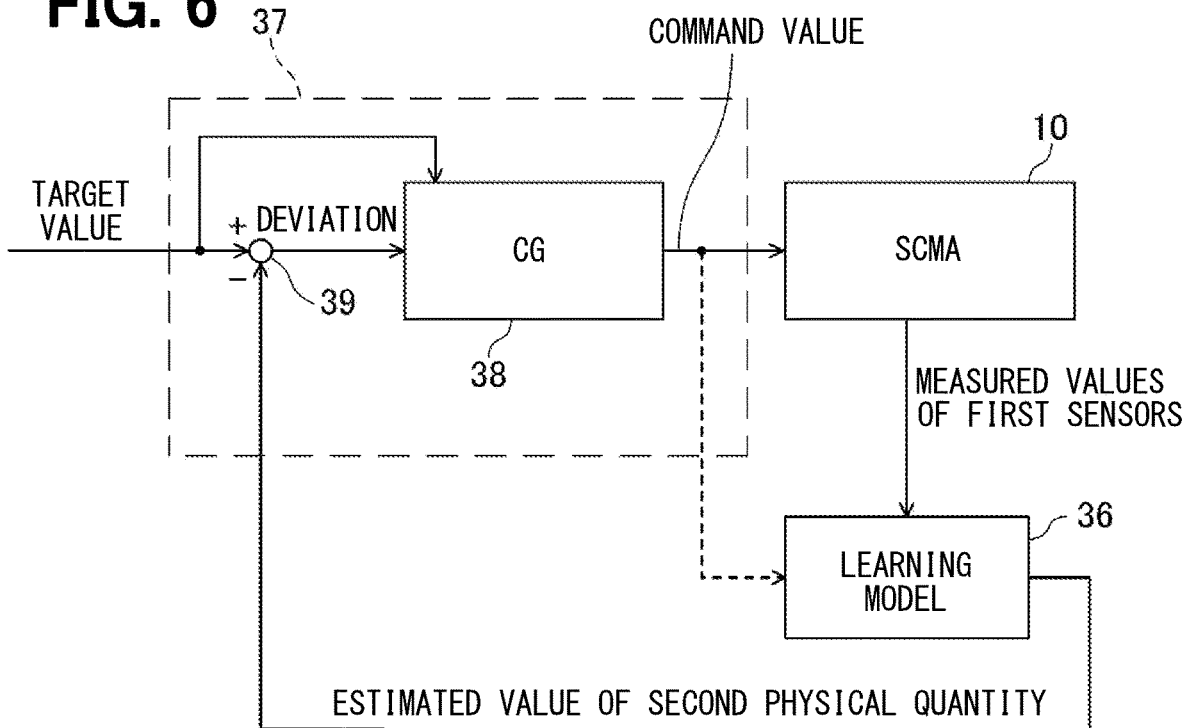 FIG. 6
37
COMMAND VALUE
10
TARGET
VALUE
+
DEVIATION
CG
SCMA
−
39
38
MEASURED VALUES
OF FIRST SENSORS
36
LEARNING
MODEL
ESTIMATED VALUE OF SECOND PHYSICAL QUANTITY